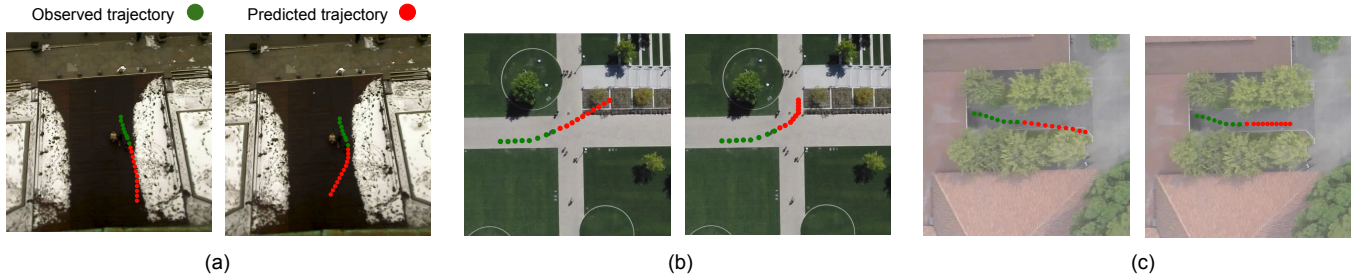 Observed trajectory
Predicted trajectory
(a)
(b)
(c)